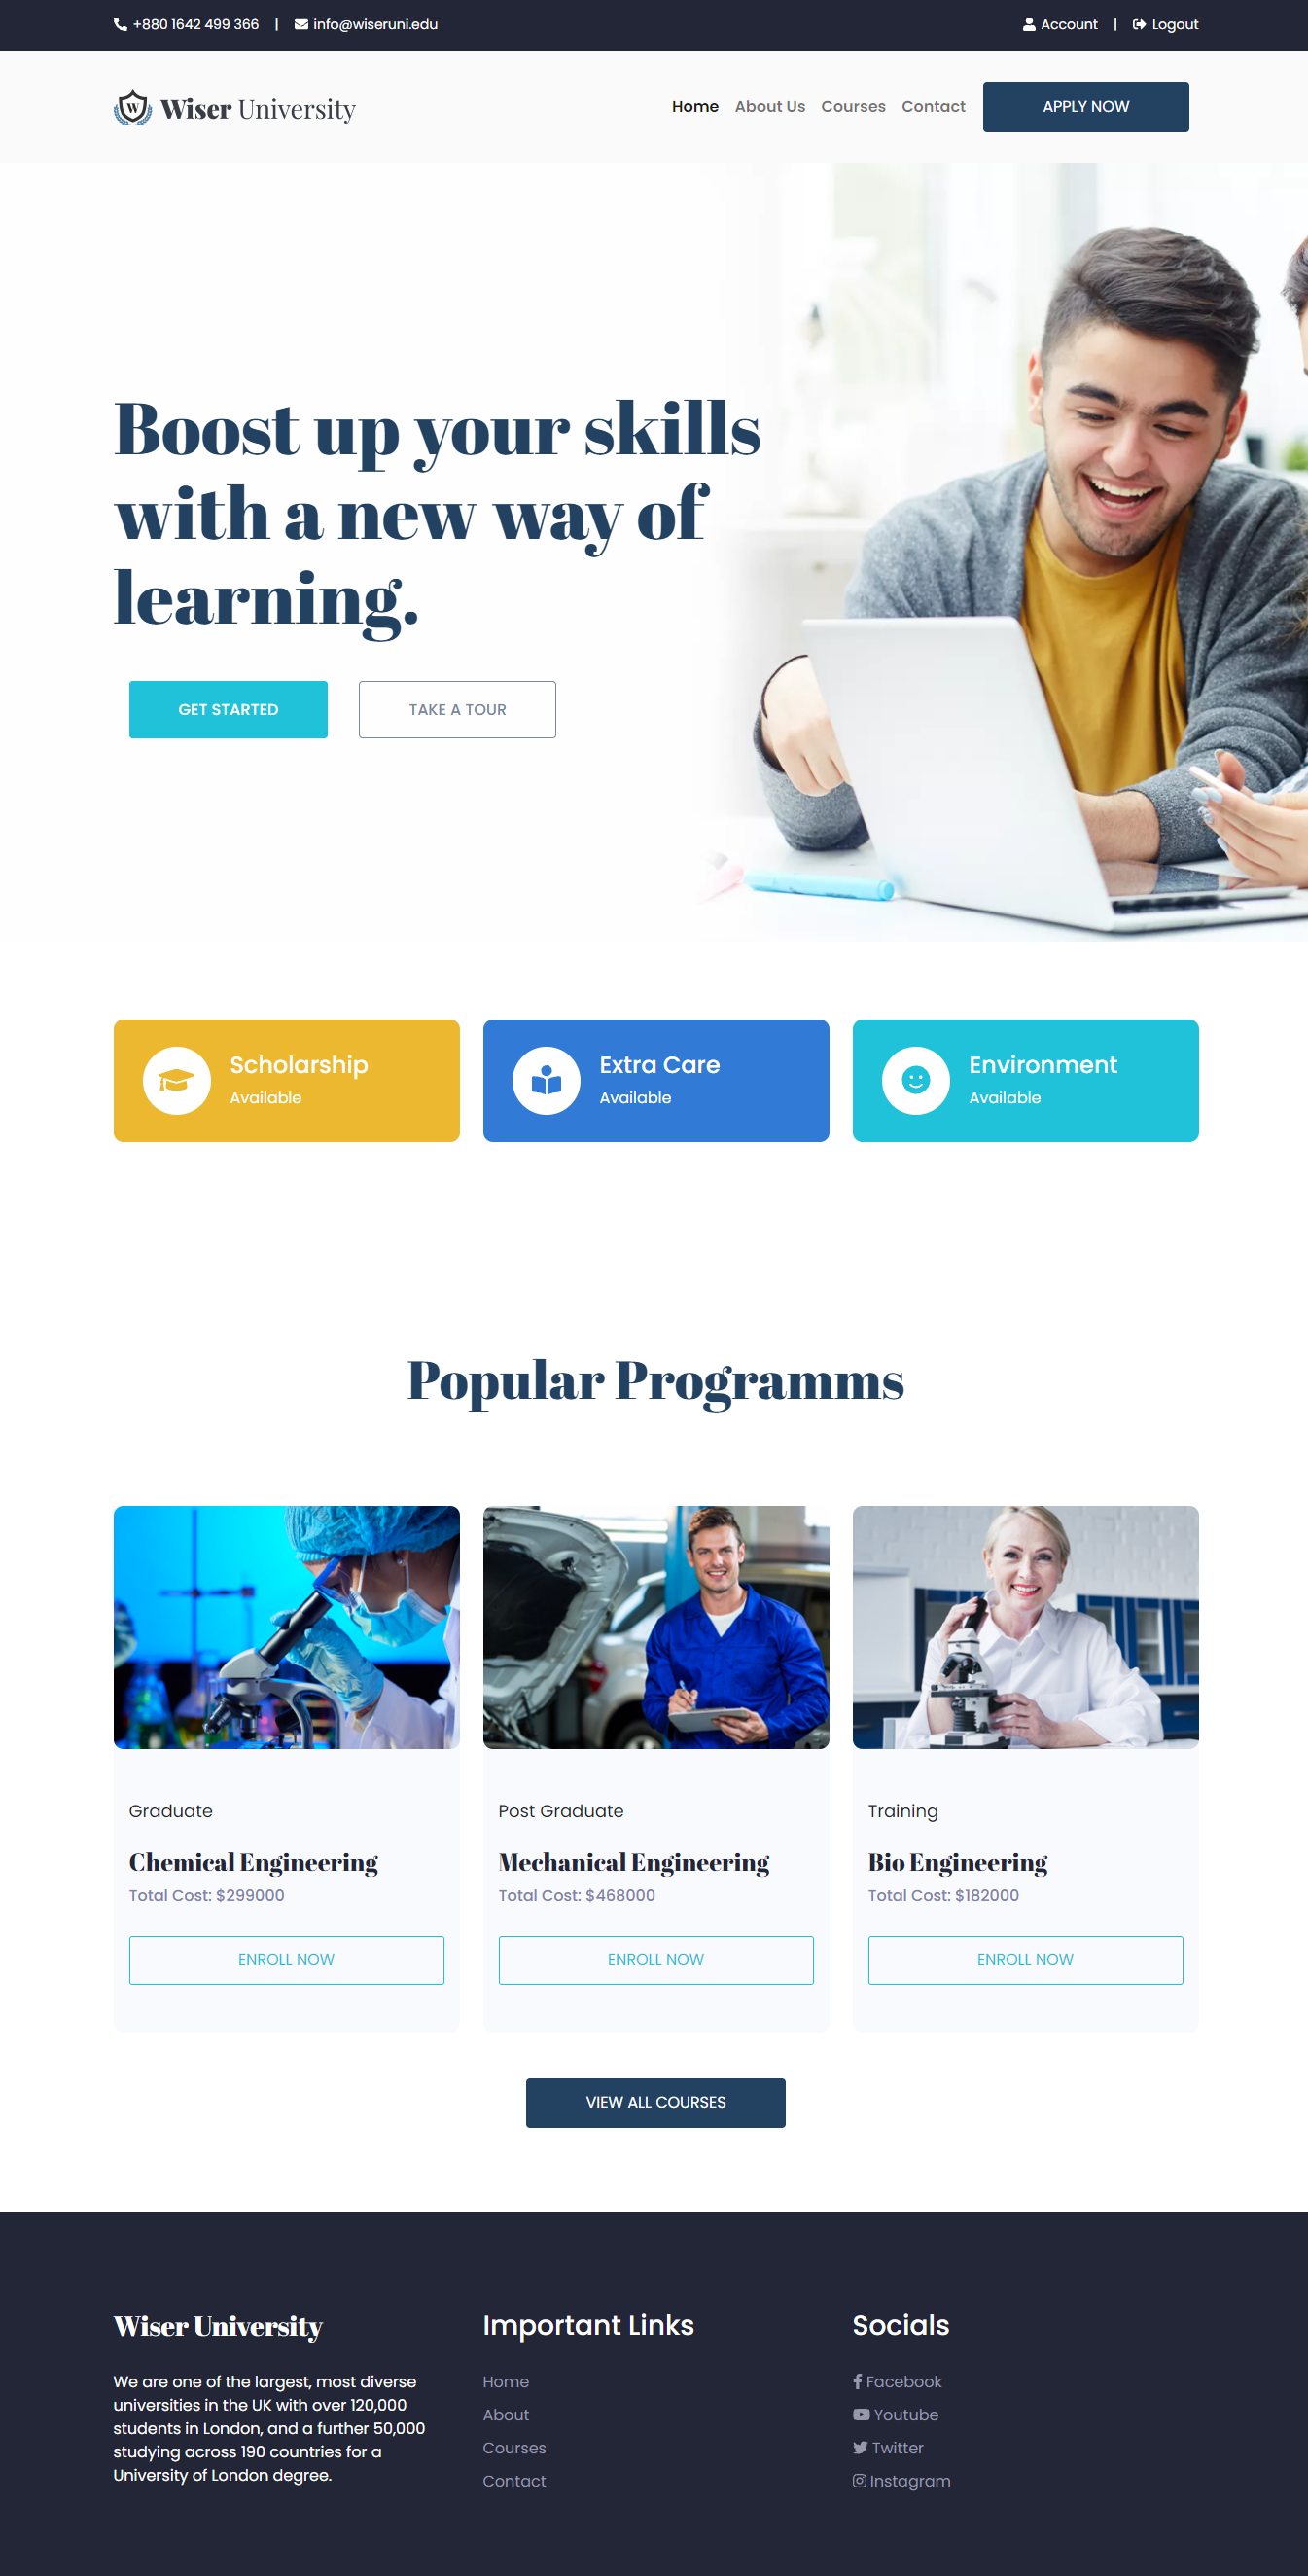 +880 1642 499 366 | info@wiseruni.edu
Account | Logout
W
Wiser University
Home About Us Courses Contact APPLY NOW
Boost up your skills
with a new way of
learning.
GET STARTED TAKE A TOUR
Scholarship
Available
Extra Care
Available
Environment
Available
Popular Programms
Graduate
Chemical Engineering
Total Cost: $299000
ENROLL NOW
Post Graduate
Mechanical Engineering
Total Cost: $468000
ENROLL NOW
Training
Bio Engineering
Total Cost: $182000
ENROLL NOW
VIEW ALL COURSES
Wiser University
We are one of the largest, most diverse
universities in the UK with over 120,000
students in London, and a further 50,000
studying across 190 countries for a
University of London degree.
Important Links
Home
About
Courses
Contact
Socials
Facebook
Youtube
Twitter
Instagram